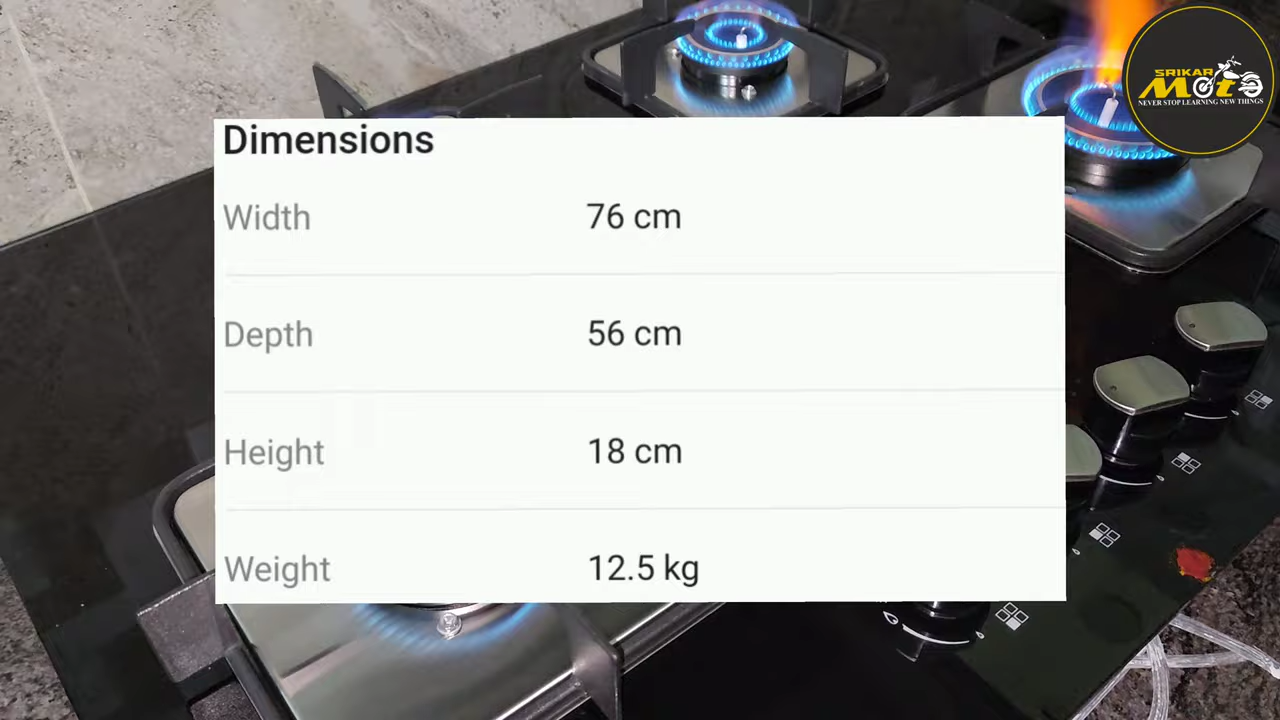 SRIKAR
Moto
NEVER STOP LEARNING NEW THINGS
Dimensions
Width 76 cm
Depth 56 cm
Height 18 cm
Weight 12.5 kg